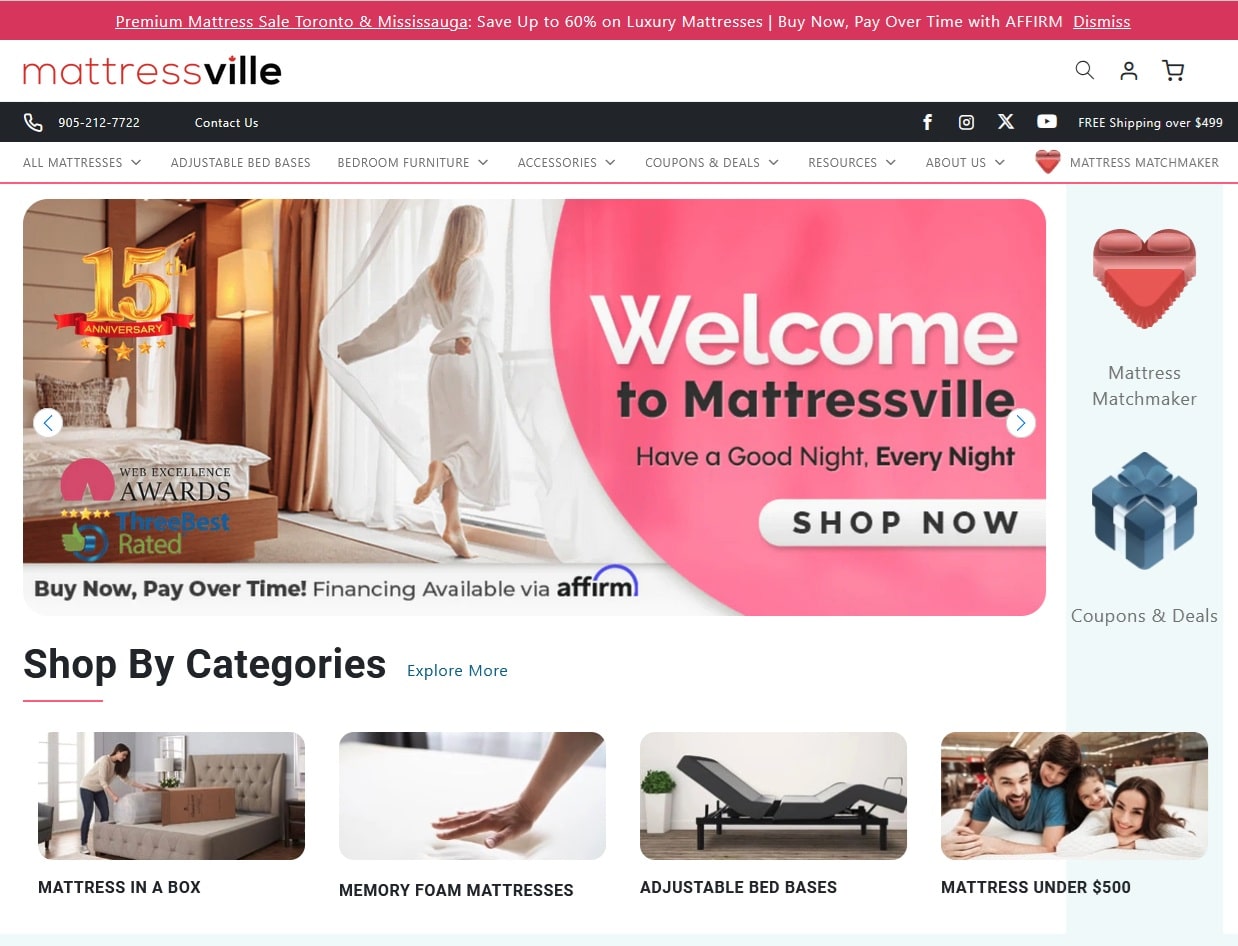 Premium Mattress Sale Toronto & Mississauga: Save Up to 60% on Luxury Mattresses | Buy Now, Pay Over Time with AFFIRM Dismiss
mattressville
905-212-7722 Contact Us FREE Shipping over $499
ALL MATTRESSES ADJUSTABLE BED BASES BEDROOM FURNITURE ACCESSORIES COUPONS & DEALS RESOURCES ABOUT US MATTRESS MATCHMAKER
15th
ANNIVERSARY
Welcome
to Mattressville
Have a Good Night, Every Night
SHOP NOW
WEB EXCELLENCE
AWARDS
ThreeBest
Rated
Buy Now, Pay Over Time! Financing Available via affirm
Mattress
Matchmaker
Coupons & Deals
Shop By Categories Explore More
MATTRESS IN A BOX
MEMORY FOAM MATTRESSES
ADJUSTABLE BED BASES
MATTRESS UNDER $500